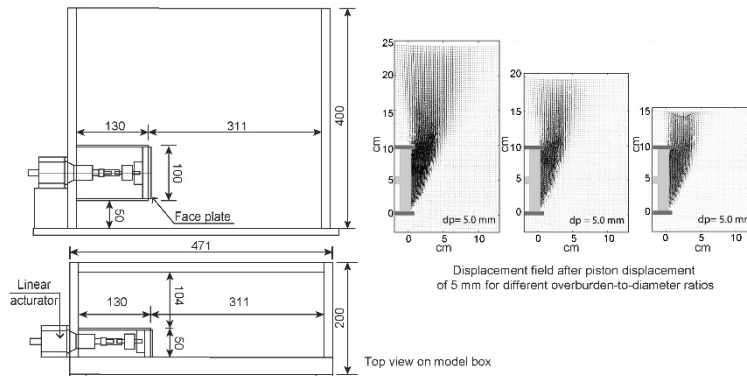 130
311
400
100
50
Face plate
471
Linear
acturator
130
104
311
50
200
Top view on model box
25
20
15
10
cm
5
0
0
5
10
cm
dp= 5.0 mm
20
15
10
cm
5
0
0
5
10
cm
dp= 5.0 mm
15
10
cm
5
0
0
5
10
cm
dp= 5.0 mm
Displacement field after piston displacement
of 5 mm for different overburden-to-diameter ratios